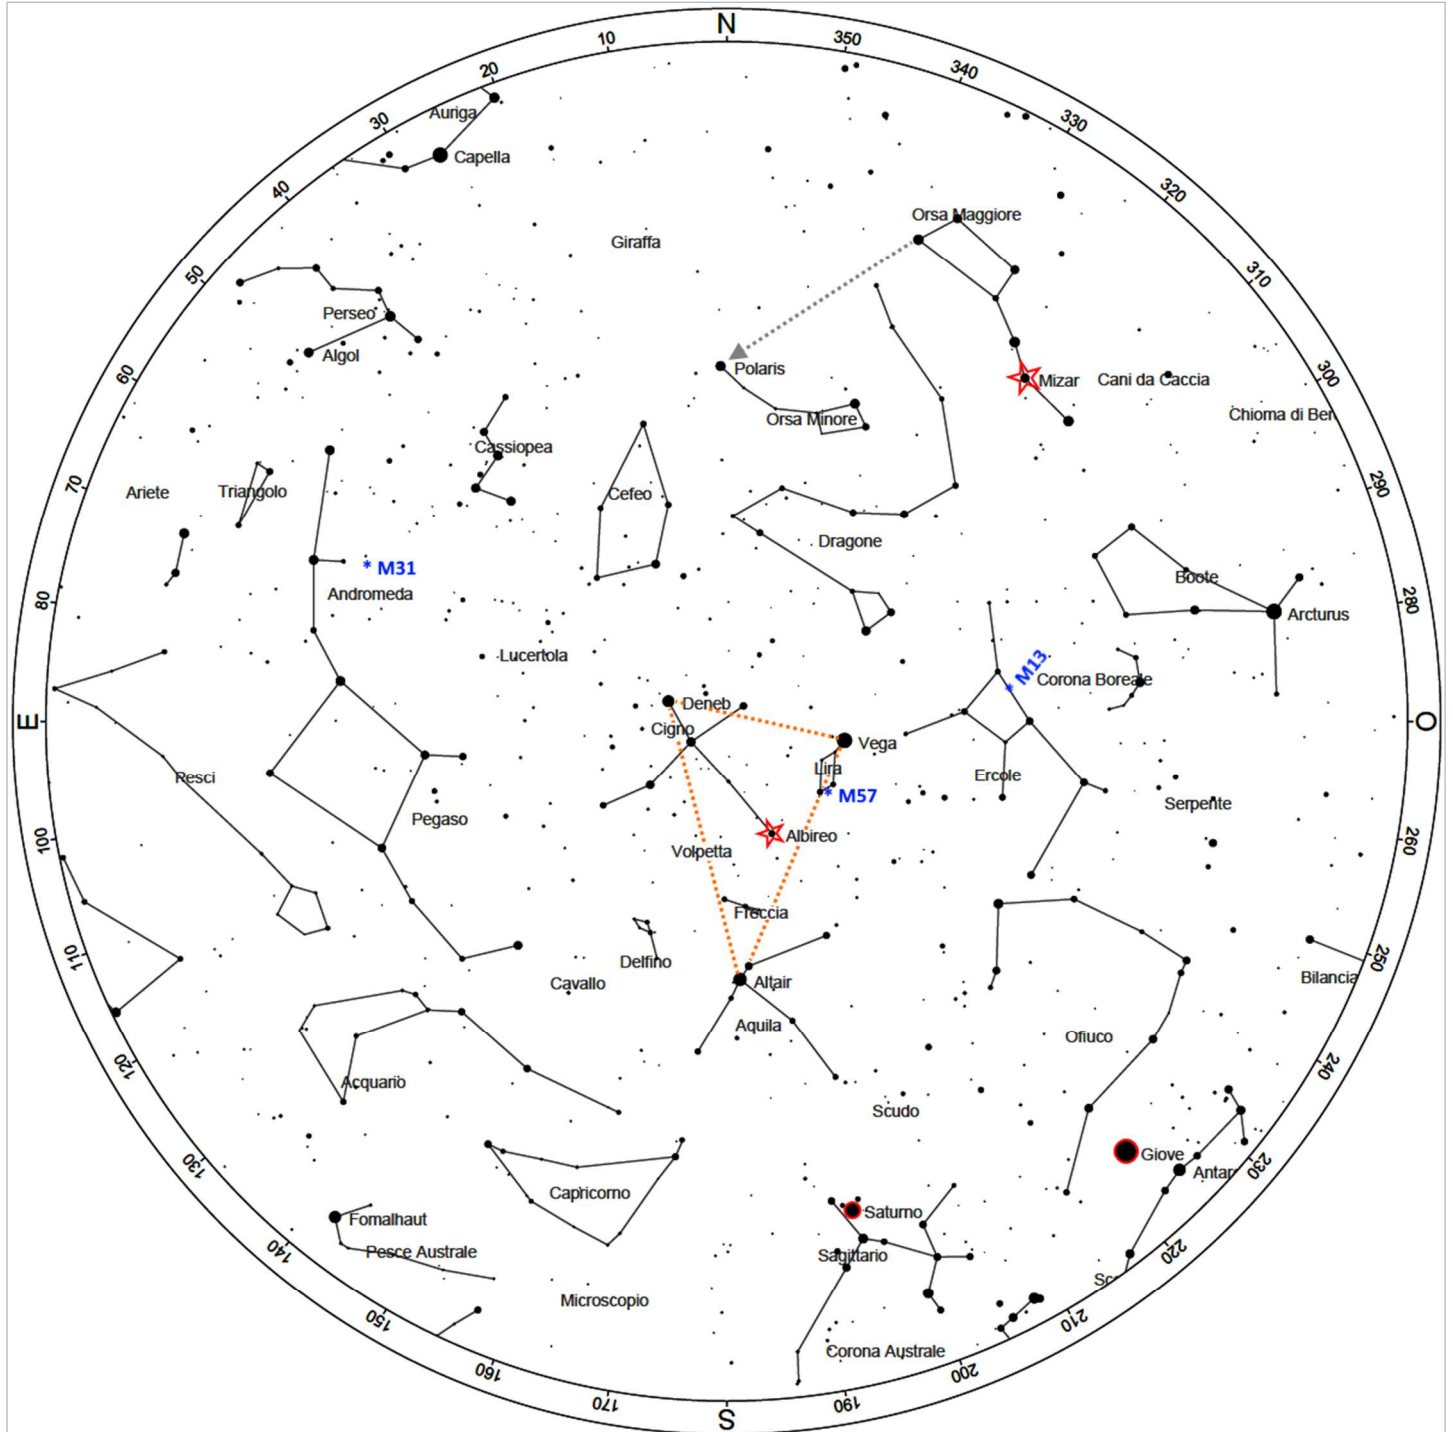 N
10
350
20
340
30
330
Auriga
Capella
40
320
Orsa Maggiore
Giraffa
50
310
Perseo
Algol
Polaris
60
300
Mizar
Cani da Caccia
Chioma di Ber
Orsa Minore
Cassiopea
70
290
Ariete
Triangolo
Cefeo
Dragone
* M31
Boote
Andromeda
80
280
Arcturus
Lucertola
* M13
Corona Boreale
Deneb
E
O
Cigno
Vega
Lira
Ercole
Pesci
* M57
Serpente
Pegaso
100
260
Albireo
Volpetta
Freccia
110
250
Delfino
Bilancia
Cavallo
Altair
Aquila
Ofiuco
120
240
Acquario
Scudo
130
230
Giove
Antar
Capricorno
Fomalhaut
Saturno
140
220
Pesce Australe
Sagittario
Sc
Microscopio
150
210
Corona Australe
160
200
170
190
S